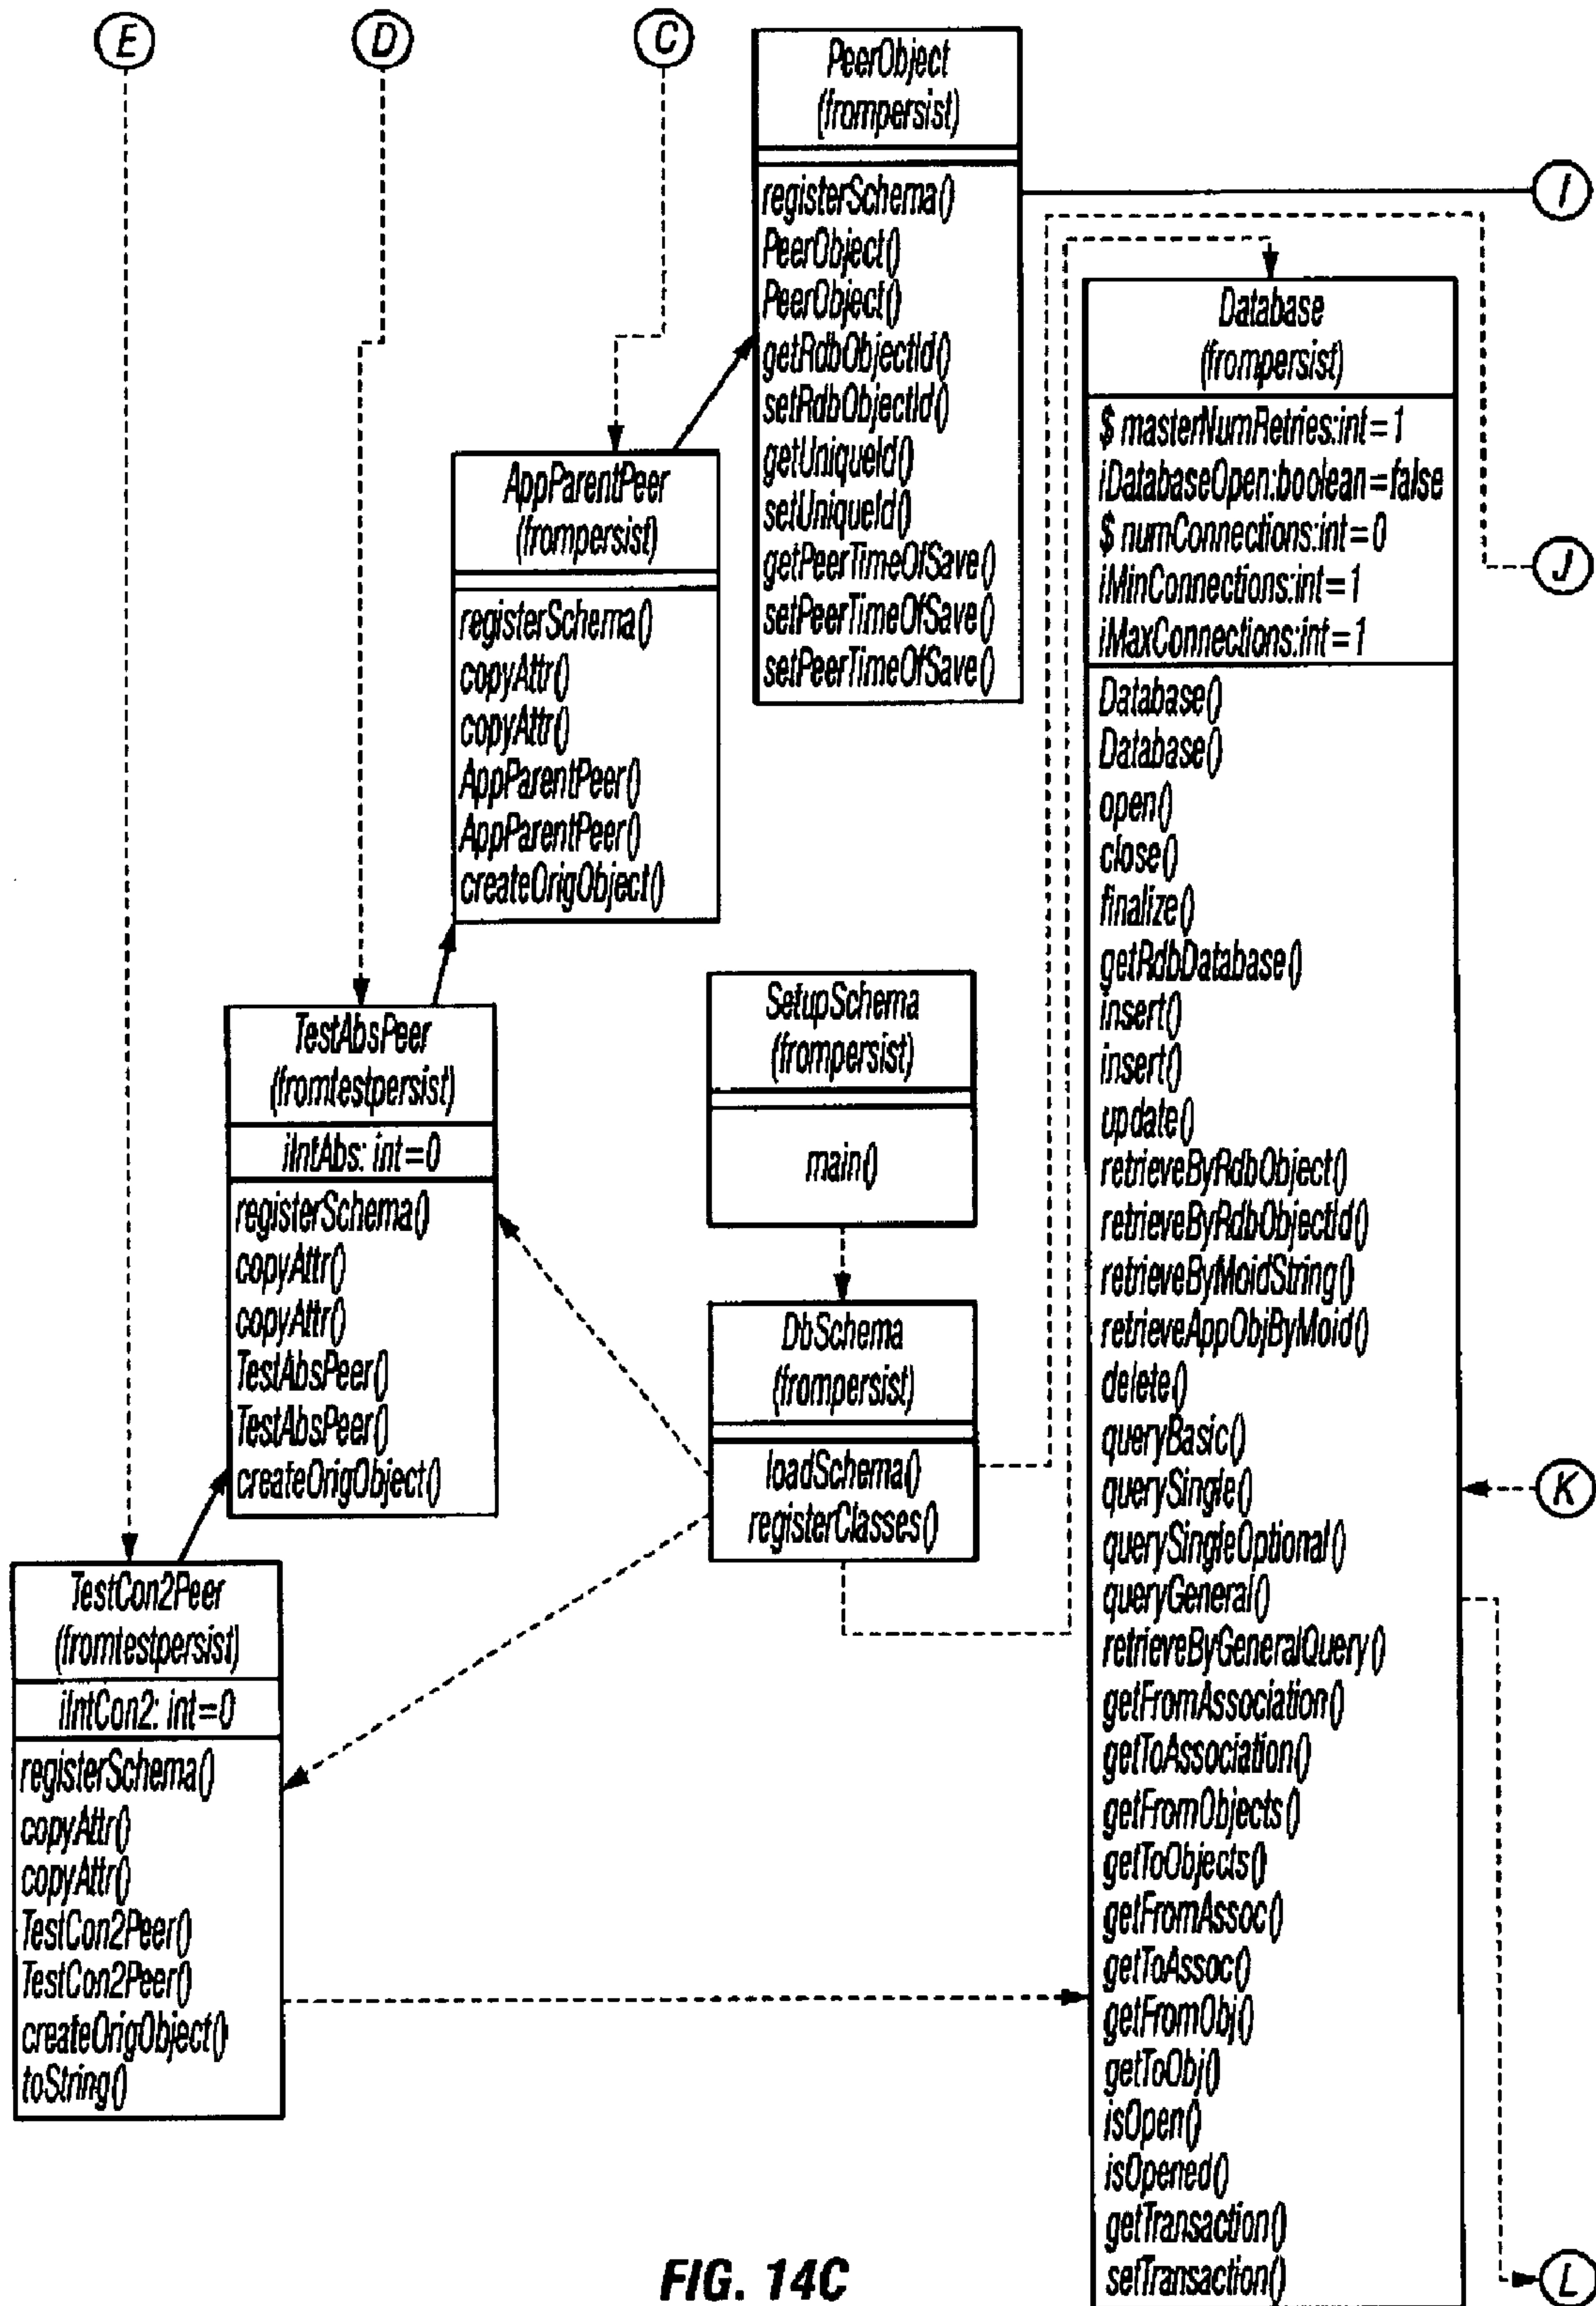 E
D
C
PeerObject
(frompersist)
registerSchema()
PeerObject()
PeerObject()
getRdbObjectId()
setRdbObjectId()
getUniqueId()
setUniqueId()
getPeerTimeOfSave()
setPeerTimeOfSave()
setPeerTimeOfSave()
I
J
AppParentPeer
(frompersist)
registerSchema()
copyAttr()
copyAttr()
AppParentPeer()
AppParentPeer()
createOrigObject()
Database
(frompersist)
$ masterNumRetries:int=1
iDatabaseOpen:boolean=false
$ numConnections:int=0
iMinConnections:int=1
iMaxConnections:int=1
Database()
Database()
open()
close()
finalize()
getRdbDatabase()
insert()
insert()
update()
retrieveByRdbObject()
retrieveByRdbObjectId()
retrieveByMoidString()
retrieveAppObjByMoid()
delete()
queryBasic()
querySingle()
querySingleOptional()
queryGeneral()
retrieveByGeneralQuery()
getFromAssociation()
getToAssociation()
getFromObjects()
getToObjects()
getFromAssoc()
getToAssoc()
getFromObj()
getToObj()
isOpen()
isOpened()
getTransaction()
setTransaction()
TestAbsPeer
(fromtestpersist)
iIntAbs: int=0
registerSchema()
copyAttr()
copyAttr()
TestAbsPeer()
TestAbsPeer()
createOrigObject()
SetupSchema
(frompersist)
main()
DbSchema
(frompersist)
loadSchema()
registerClasses()
K
TestCon2Peer
(fromtestpersist)
iIntCon2: int=0
registerSchema()
copyAttr()
copyAttr()
TestCon2Peer()
TestCon2Peer()
createOrigObject()
toString()
L
FIG. 14C